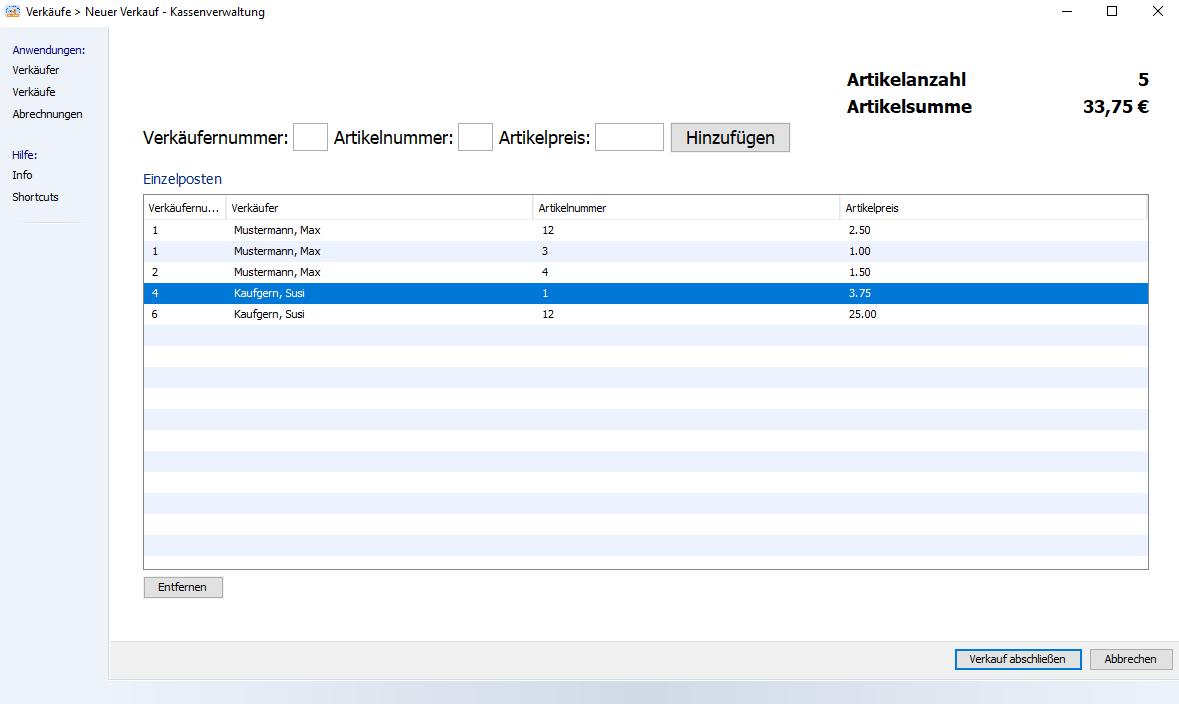 Verkäufe > Neuer Verkauf - Kassenverwaltung
Anwendungen:
Verkäufer
Verkäufe
Abrechnungen
Hilfe:
Info
Shortcuts
Artikelanzahl 5
Artikelsumme 33,75 €
Verkäufernummer: Artikelnummer: Artikelpreis: Hinzufügen
Einzelposten
Verkäufernu... Verkäufer Artikelnummer Artikelpreis
1 Mustermann, Max 12 2.50
1 Mustermann, Max 3 1.00
2 Mustermann, Max 4 1.50
4 Kaufgern, Susi 1 3.75
6 Kaufgern, Susi 12 25.00
Entfernen
Verkauf abschließen Abbrechen